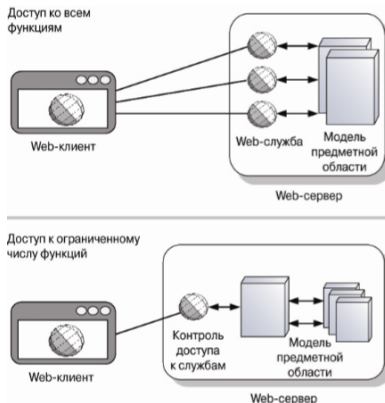 Доступ ко всем
функциям
Web-клиент
Web-служба
Модель
предметной
области
Web-сервер
Доступ к ограниченному
числу функций
Web-клиент
Контроль
доступа
к службам
Модель
предметной
области
Web-сервер